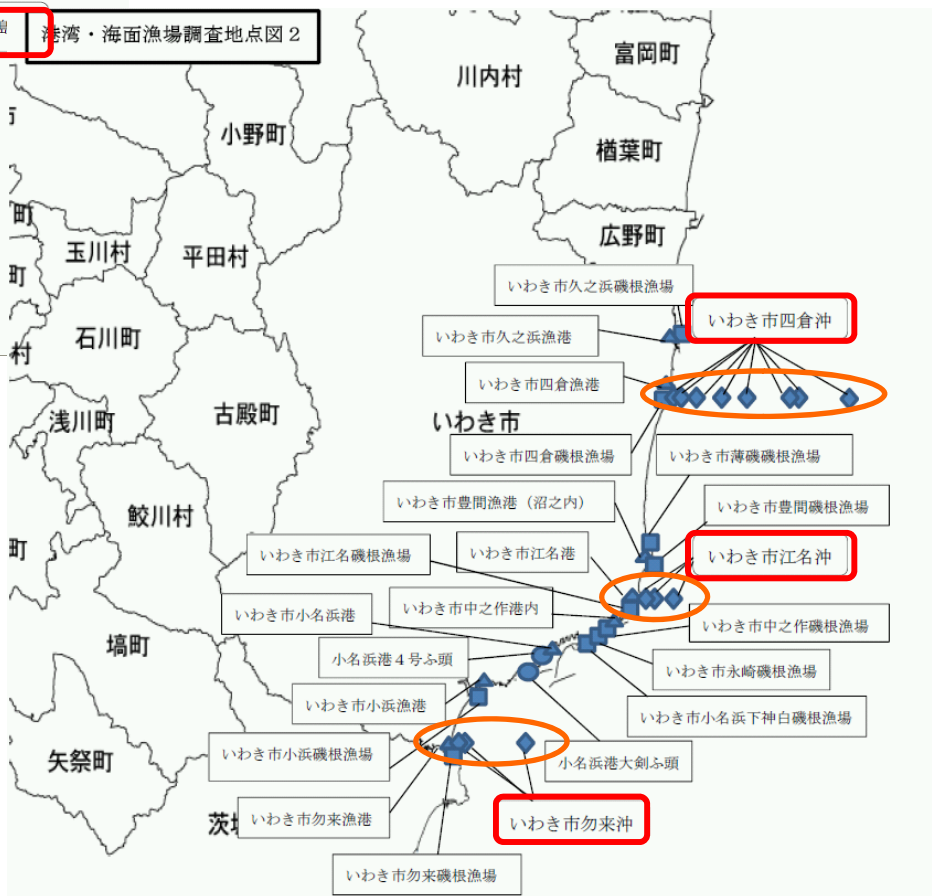 港湾・海面漁場調査地点図２
富岡町
川内村
小野町
楢葉町
町
広野町
玉川村
平田村
町
いわき市久之浜磯根漁場
いわき市四倉沖
石川町
いわき市久之浜漁港
村
いわき市四倉漁港
古殿町
浅川町
いわき市
いわき市四倉磯根漁場
いわき市薄磯磯根漁場
いわき市豊間漁港（沼之内）
いわき市豊間磯根漁場
鮫川村
町
いわき市江名磯根漁場
いわき市江名港
いわき市江名沖
いわき市小名浜港
いわき市中之作港内
いわき市中之作磯根漁場
塙町
小名浜港４号ふ頭
いわき市永崎磯根漁場
いわき市小浜漁港
いわき市小名浜下神白磯根漁場
いわき市小浜磯根漁場
小名浜港大剣ふ頭
矢祭町
いわき市勿来漁港
いわき市勿来沖
茨
いわき市勿来磯根漁場